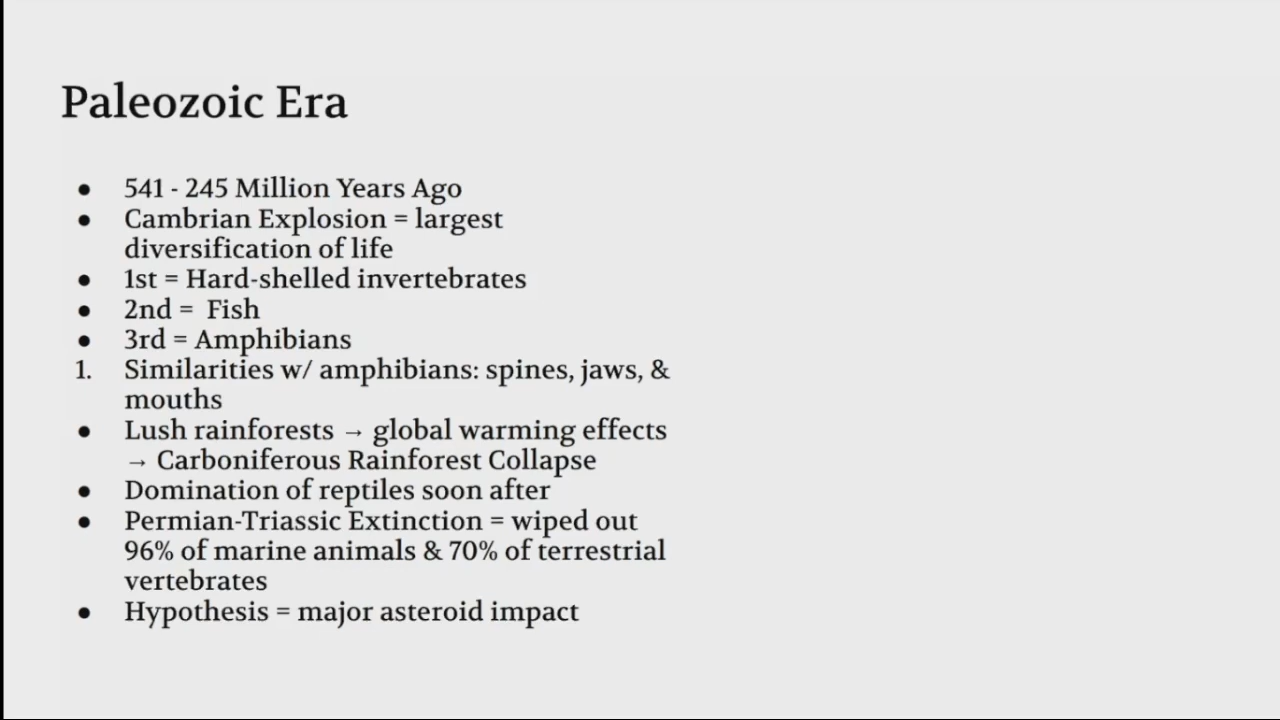 Paleozoic Era
● 541 - 245 Million Years Ago
● Cambrian Explosion = largest
diversification of life
● 1st = Hard-shelled invertebrates
● 2nd =  Fish
● 3rd = Amphibians
1. Similarities w/ amphibians: spines, jaws, &
mouths
● Lush rainforests → global warming effects
→ Carboniferous Rainforest Collapse
● Domination of reptiles soon after
● Permian-Triassic Extinction = wiped out
96% of marine animals & 70% of terrestrial
vertebrates
● Hypothesis = major asteroid impact